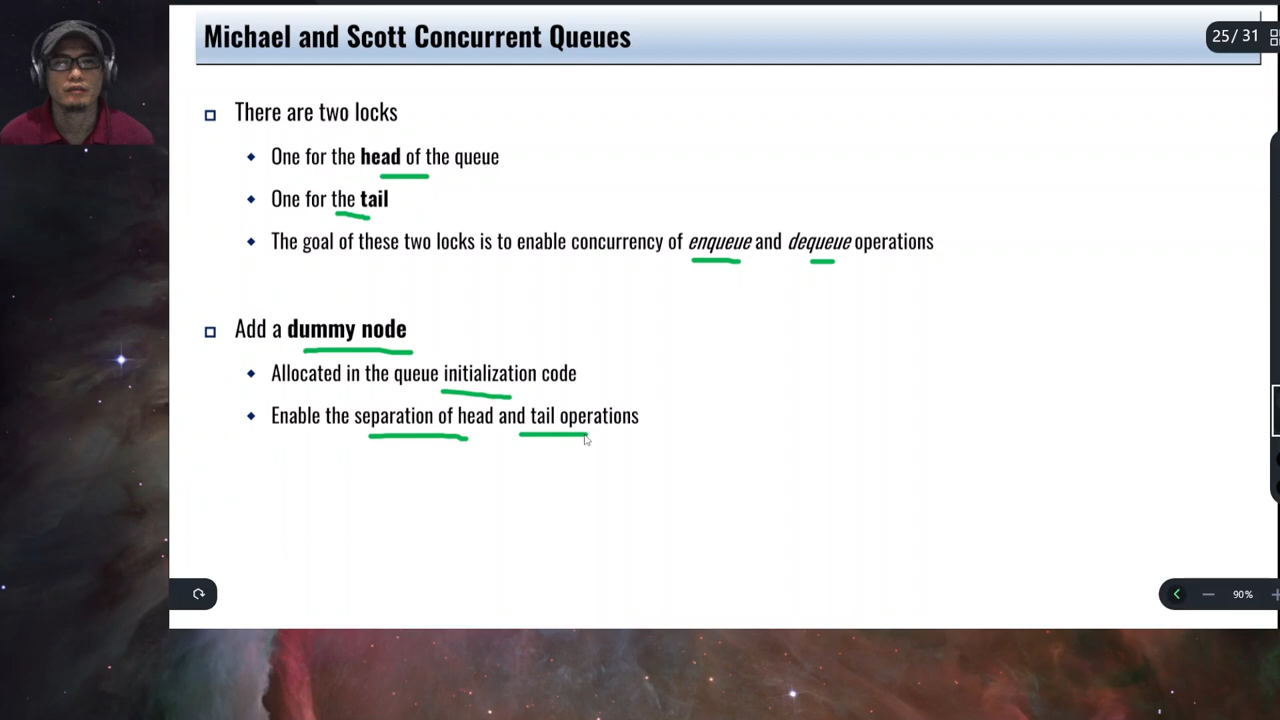 Michael and Scott Concurrent Queues
25/ 31
There are two locks
One for the head of the queue
One for the tail
The goal of these two locks is to enable concurrency of enqueue and dequeue operations
Add a dummy node
Allocated in the queue initialization code
Enable the separation of head and tail operations
90%